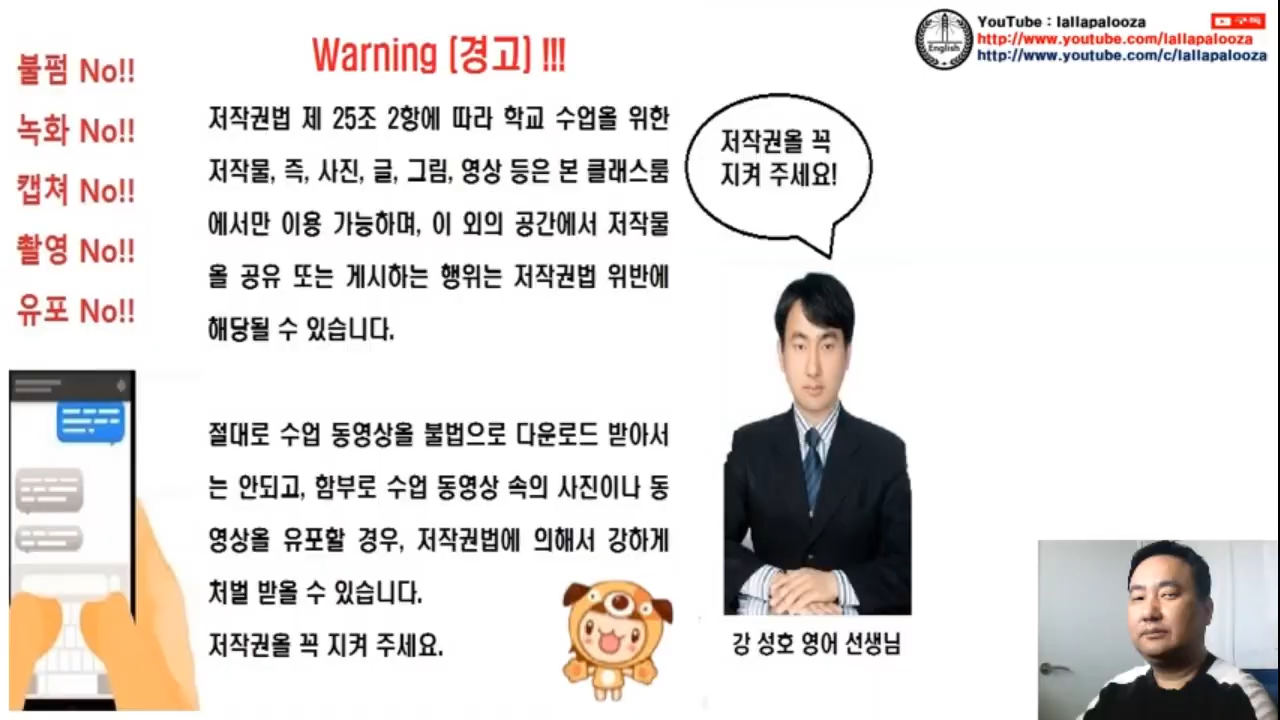 YouTube : lallapalooza
구독
http://www.youtube.com/lallapalooza
http://www.youtube.com/c/lallapalooza
English
Warning [경고] !!!
불펌 No!!
녹화 No!!
캡쳐 No!!
촬영 No!!
유포 No!!
저작권법 제 25조 2항에 따라 학교 수업을 위한
저작물, 즉, 사진, 글, 그림, 영상 등은 본 클래스룸
에서만 이용 가능하며, 이 외의 공간에서 저작물
을 공유 또는 게시하는 행위는 저작권법 위반에
해당될 수 있습니다.
절대로 수업 동영상을 불법으로 다운로드 받아서
는 안되고, 함부로 수업 동영상 속의 사진이나 동
영상을 유포할 경우, 저작권법에 의해서 강하게
처벌 받을 수 있습니다.
저작권을 꼭 지켜 주세요.
저작권을 꼭
지켜 주세요!
강 성호 영어 선생님